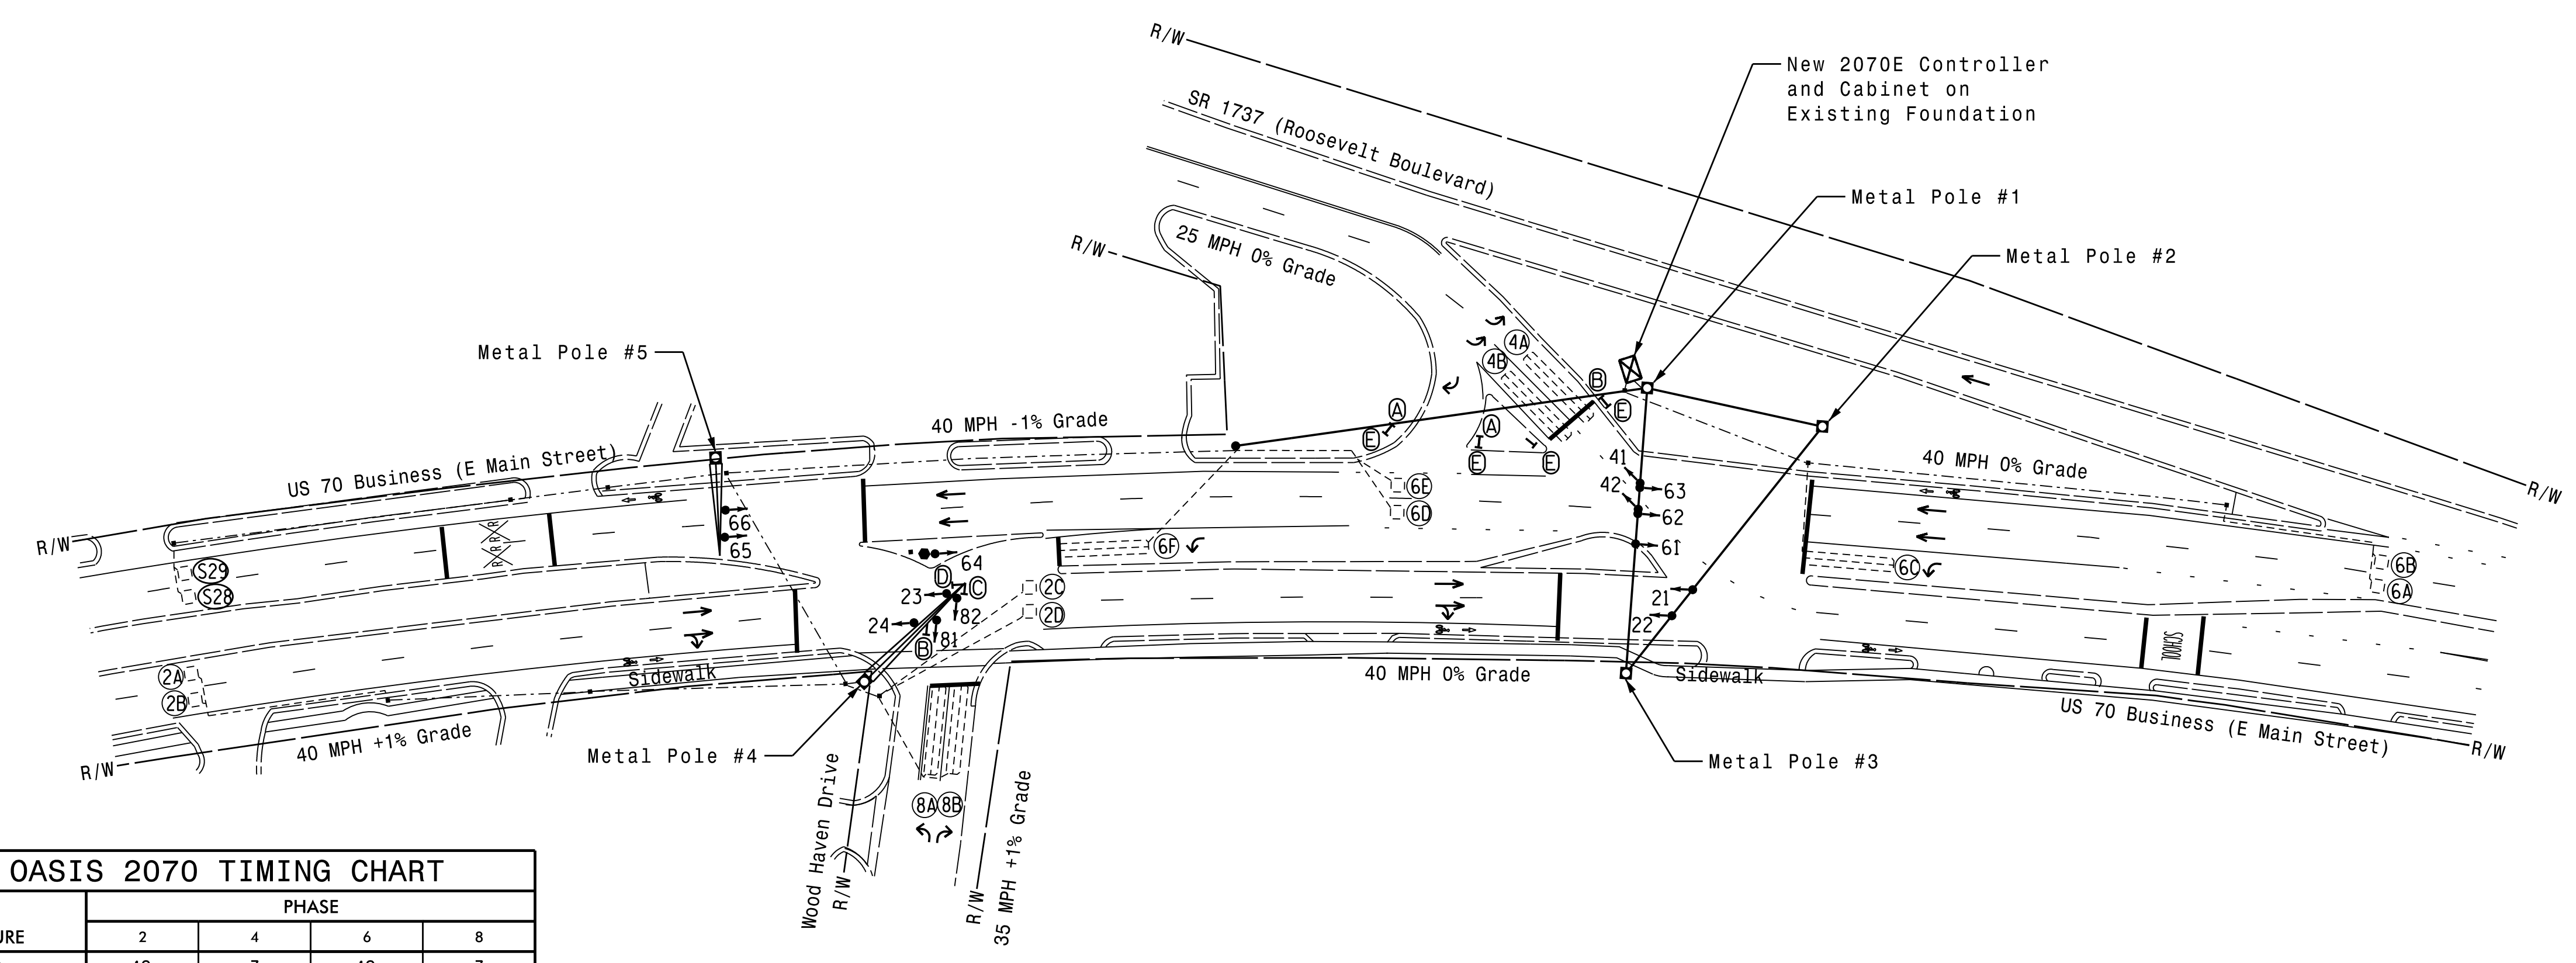 R/W
New 2070E Controller
and Cabinet on
Existing Foundation
SR 1737 (Roosevelt Boulevard)
Metal Pole #1
R/W
25 MPH 0% Grade
Metal Pole #2
Metal Pole #5
4A
4B
B
E
A
E
A
E
E
40 MPH -1% Grade
US 70 Business (E Main Street)
41
42
63
62
61
40 MPH 0% Grade
R/W
6E
6D
66
65
R/W
R R R
6F
64
6C
6B
6A
S29
S28
D
C
23
24
82
81
B
2C
2D
21
22
SCHOOL
2A
2B
Sidewalk
40 MPH 0% Grade
Sidewalk
40 MPH +1% Grade
R/W
Metal Pole #4
Metal Pole #3
US 70 Business (E Main Street)
R/W
8A
8B
Wood Haven Drive
R/W
R/W
35 MPH +1% Grade
OASIS 2070 TIMING CHART
PHASE
URE 2 4 6 8